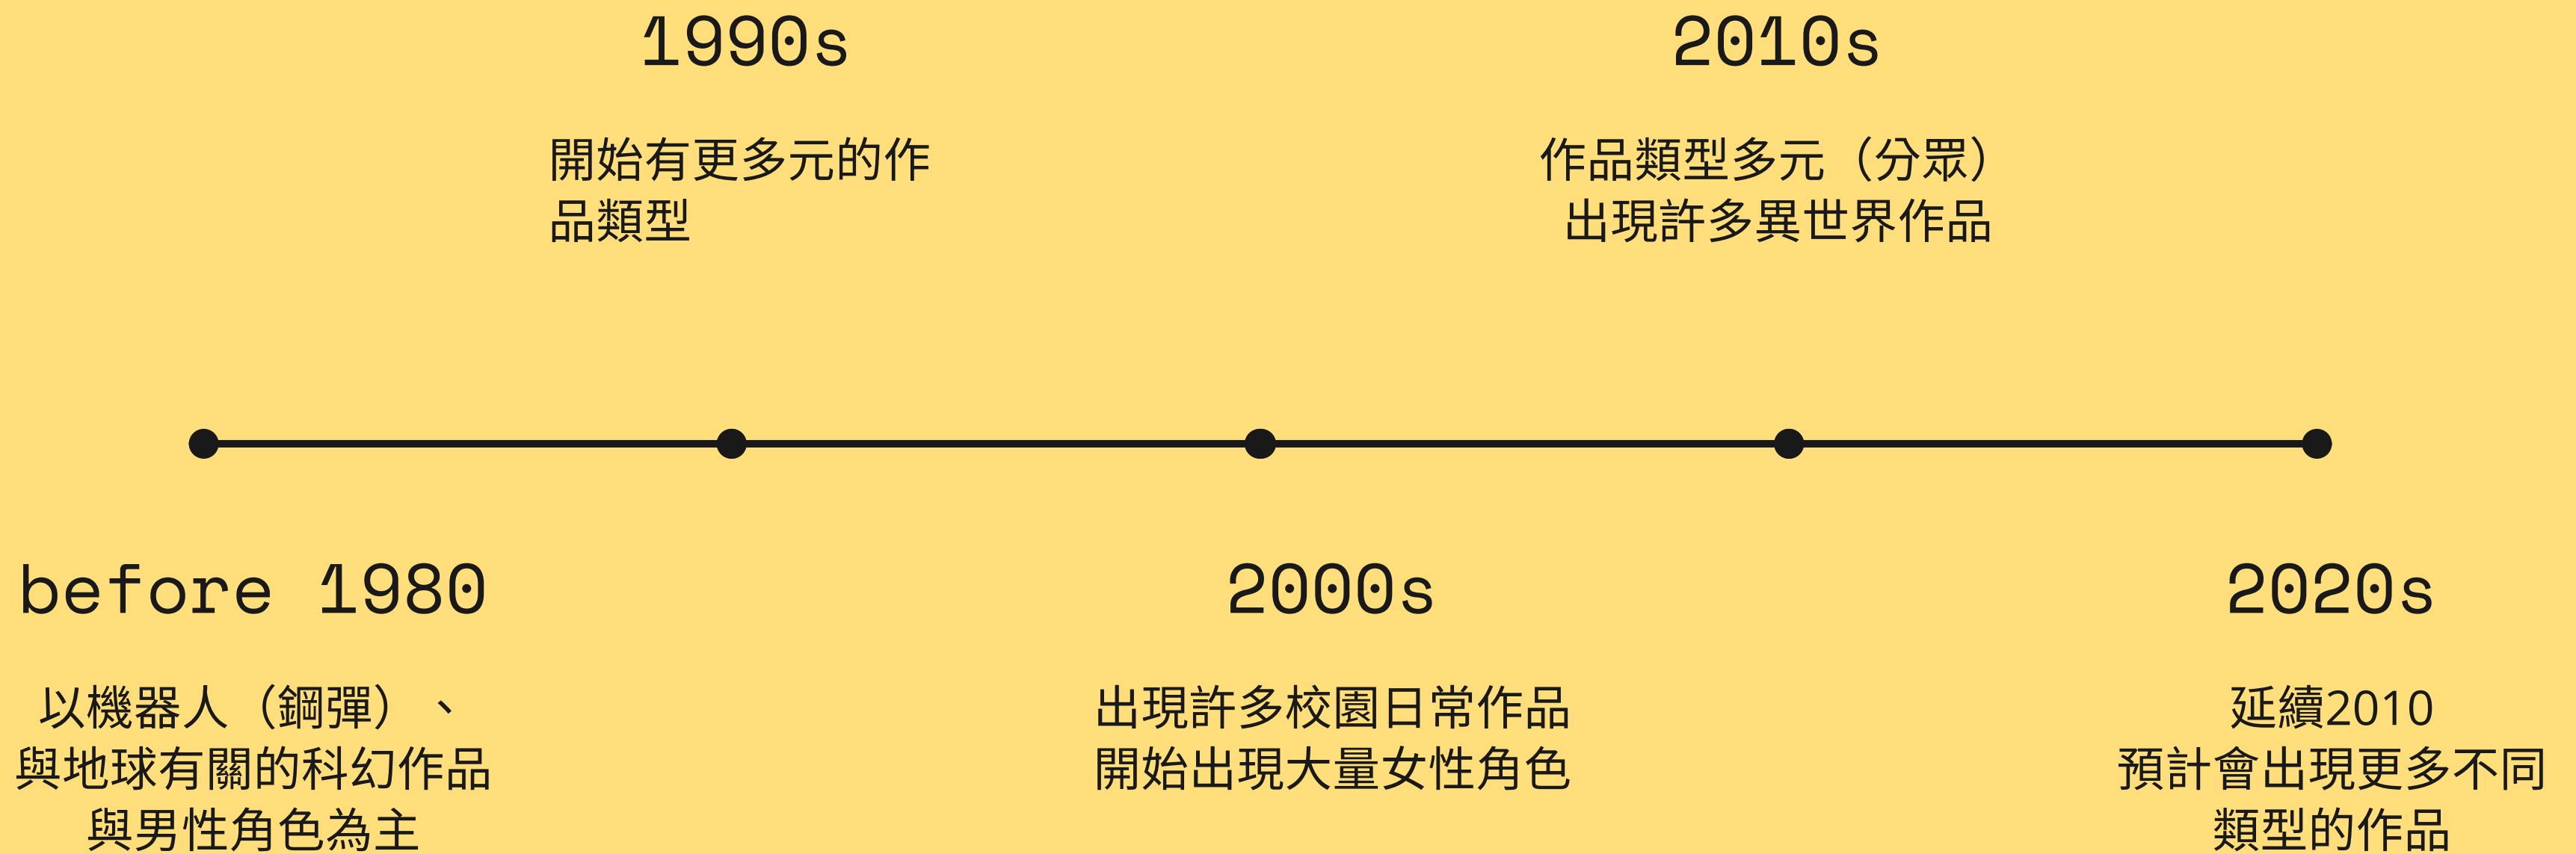 1990s
開始有更多元的作
品類型
2010s
作品類型多元（分眾）
出現許多異世界作品
before 1980
以機器人（鋼彈）、
與地球有關的科幻作品
與男性角色為主
2000s
出現許多校園日常作品
開始出現大量女性角色
2020s
延續2010
預計會出現更多不同
類型的作品